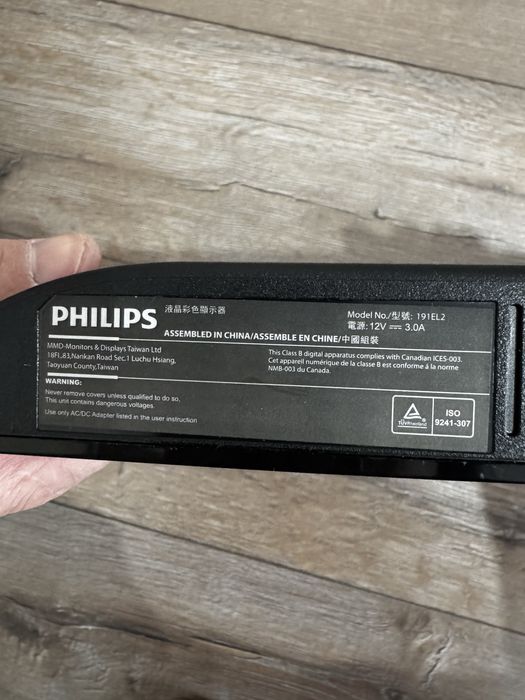 PHILIPS 液晶彩色顯示器
Model No./型號: 191EL2
電源: 12V ⎓ 3.0A
ASSEMBLED IN CHINA/ASSEMBLE EN CHINE/中國組裝
MMD-Monitors & Displays Taiwan Ltd
18Fl.,83,Nankan Road Sec.1 Luchu Hsiang,
Taoyuan County,Taiwan
This Class B digital apparatus complies with Canadian ICES-003.
Cet appareil numérique de la classe B est conforme à la norme
NMB-003 du Canada.
WARNING:
Never remove covers unless qualified to do so,
This unit contains dangerous voltages.
Use only AC/DC Adapter listed in the user instruction
TÜVRheinland
ISO
9241-307